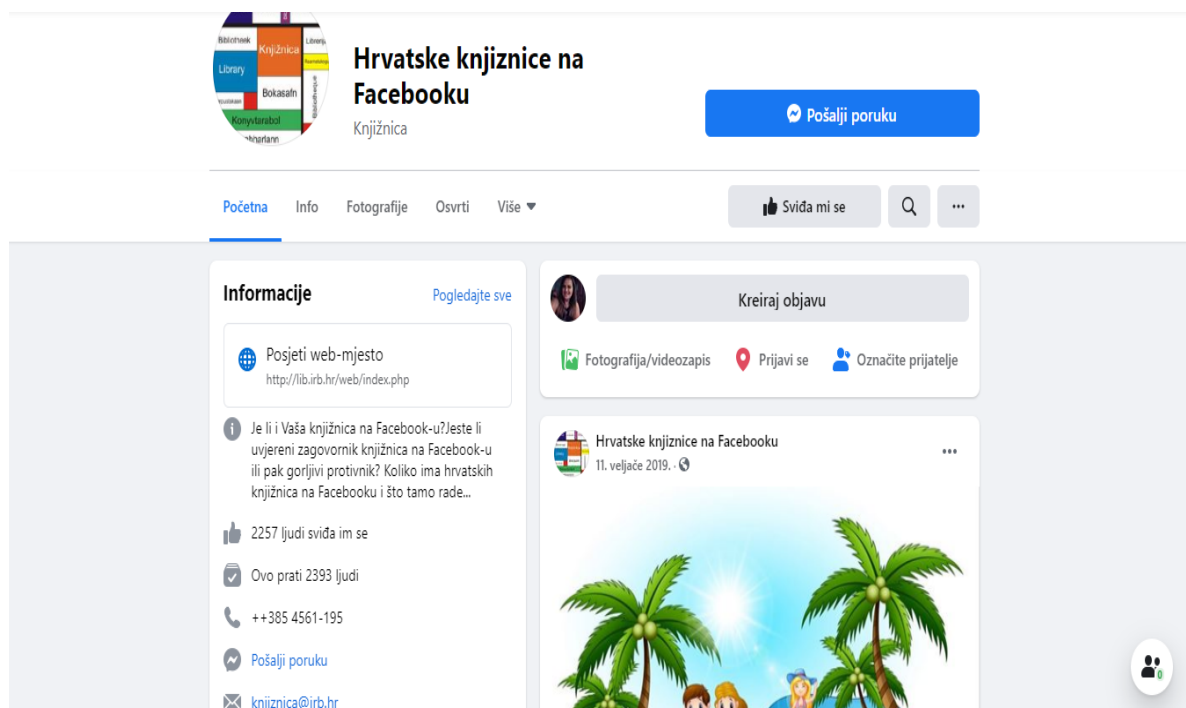 Bibliotheek
Knjižnica
Library
Bokasafn
Konyvtarabol
Hrvatske knjiznice na
Facebooku
Knjižnica
Pošalji poruku
Početna Info Fotografije Osvrti Više
Sviđa mi se
Informacije
Pogledajte sve
Posjeti web-mjesto
http://lib.irb.hr/web/index.php
Je li i Vaša knjižnica na Facebook-u?Jeste li
uvjereni zagovornik knjižnica na Facebook-u
ili pak gorljivi protivnik? Koliko ima hrvatskih
knjižnica na Facebooku i što tamo rade...
2257 ljudi sviđa im se
Ovo prati 2393 ljudi
++385 4561-195
Pošalji poruku
knjiznica@irb.hr
Kreiraj objavu
Fotografija/videozapis Prijavi se Označite prijatelje
Hrvatske knjiznice na Facebooku
11. veljače 2019. ·
0